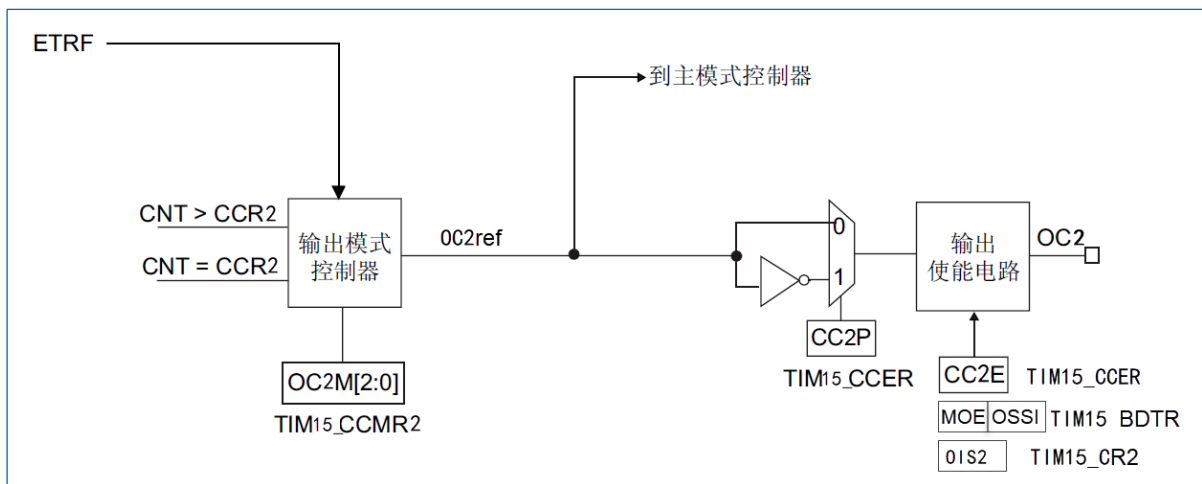 ETRF
到主模式控制器
CNT > CCR2
CNT = CCR2
输出模式
控制器
OC2ref
0
1
输出
使能电路
OC2
OC2M[2:0]
TIM15_CCMR2
CC2P
TIM15_CCER
CC2E TIM15_CCER
MOE OSSI TIM15 BDTR
OIS2 TIM15_CR2